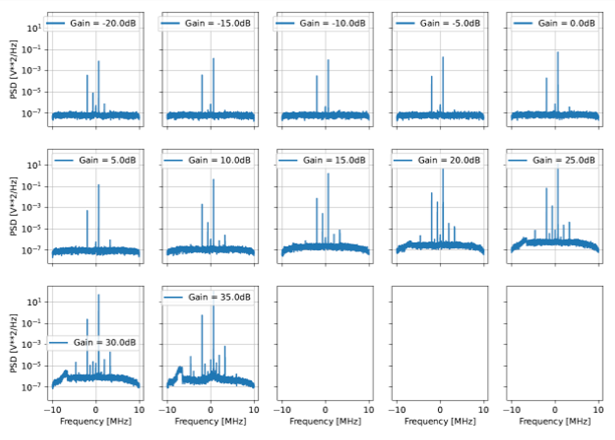 Gain = -20.0dB
Gain = -15.0dB
Gain = -10.0dB
Gain = -5.0dB
Gain = 0.0dB
PSD [V**2/Hz]
10^1
10^-1
10^-3
10^-5
10^-7
Gain = 5.0dB
Gain = 10.0dB
Gain = 15.0dB
Gain = 20.0dB
Gain = 25.0dB
PSD [V**2/Hz]
10^1
10^-1
10^-3
10^-5
10^-7
Gain = 30.0dB
Gain = 35.0dB
PSD [V**2/Hz]
10^1
10^-1
10^-3
10^-5
10^-7
−10 0 10 −10 0 10 −10 0 10 −10 0 10 −10 0 10
Frequency [MHz] Frequency [MHz] Frequency [MHz] Frequency [MHz] Frequency [MHz]